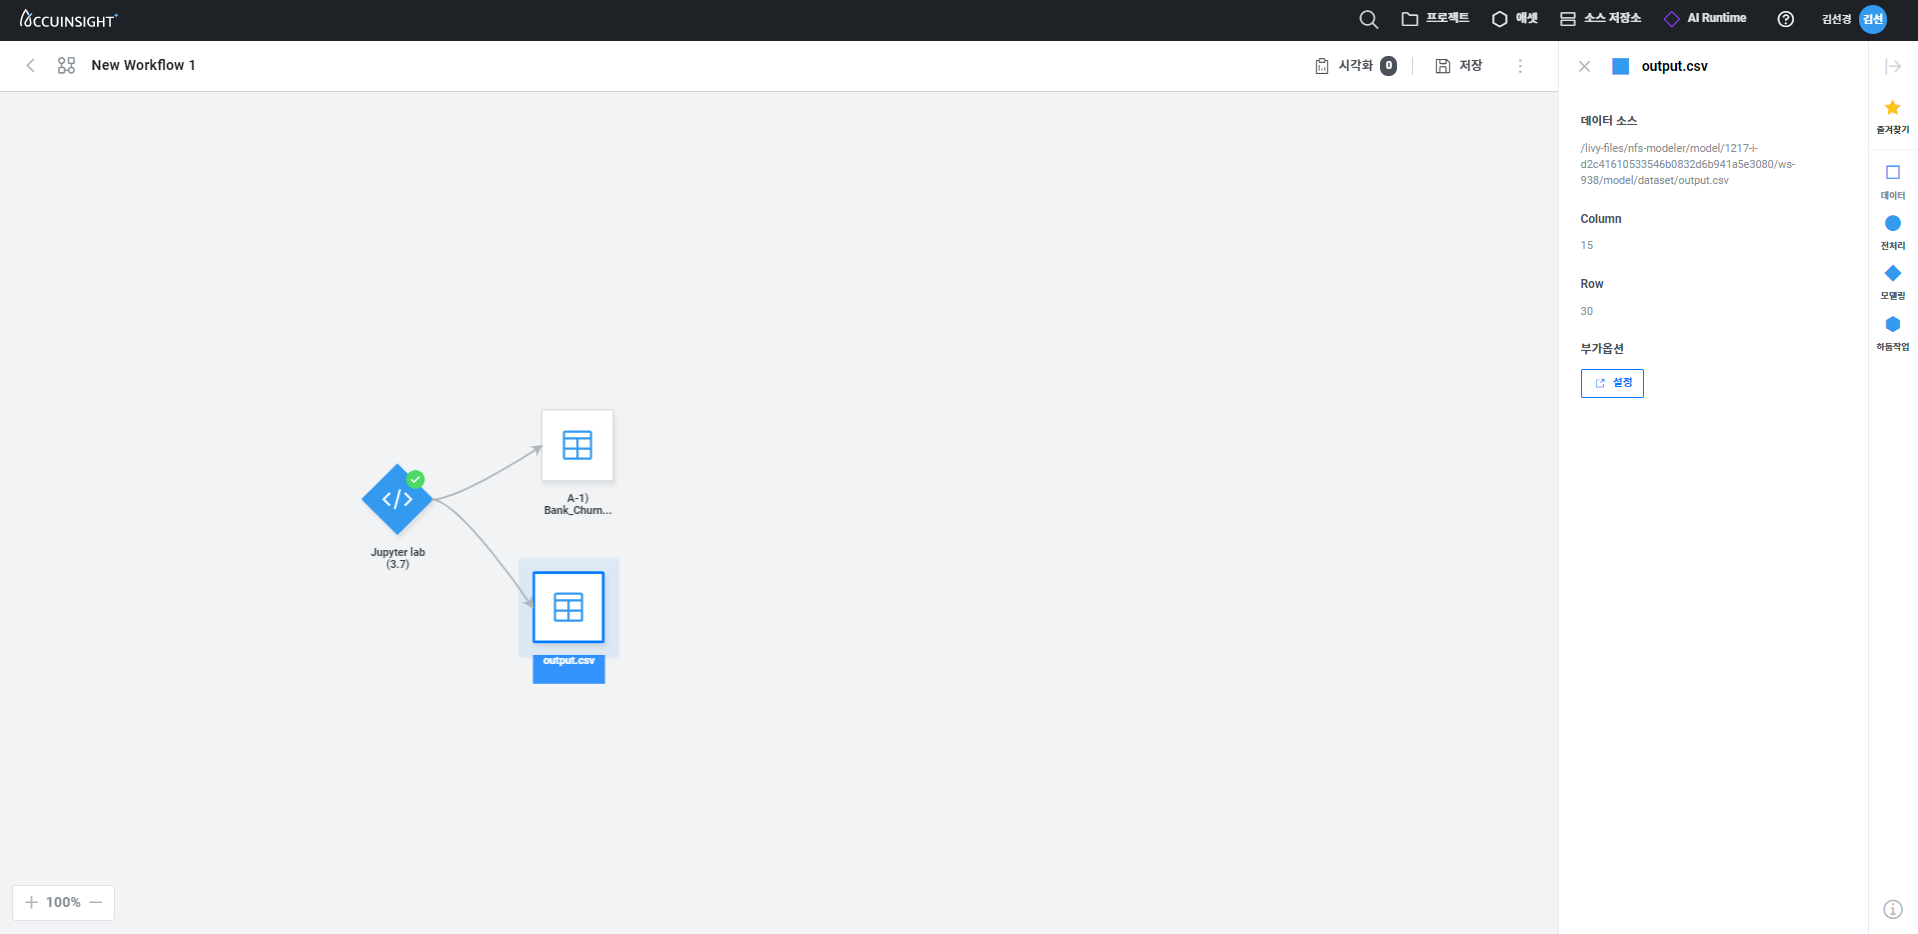 ACCUINSIGHT+
프로젝트
애셋
소스 저장소
AI Runtime
김선경
김선
New Workflow 1
시각화
0
저장
Jupyter lab
(3.7)
A-1)
Bank_Churn...
output.csv
100%
output.csv
데이터 소스
/livy-files/nfs-modeler/model/1217-i-
d2c41610533546b0832d6b941a5e3080/ws-
938/model/dataset/output.csv
Column
15
Row
30
부가옵션
설정
즐겨찾기
데이터
전처리
모델링
하둡작업